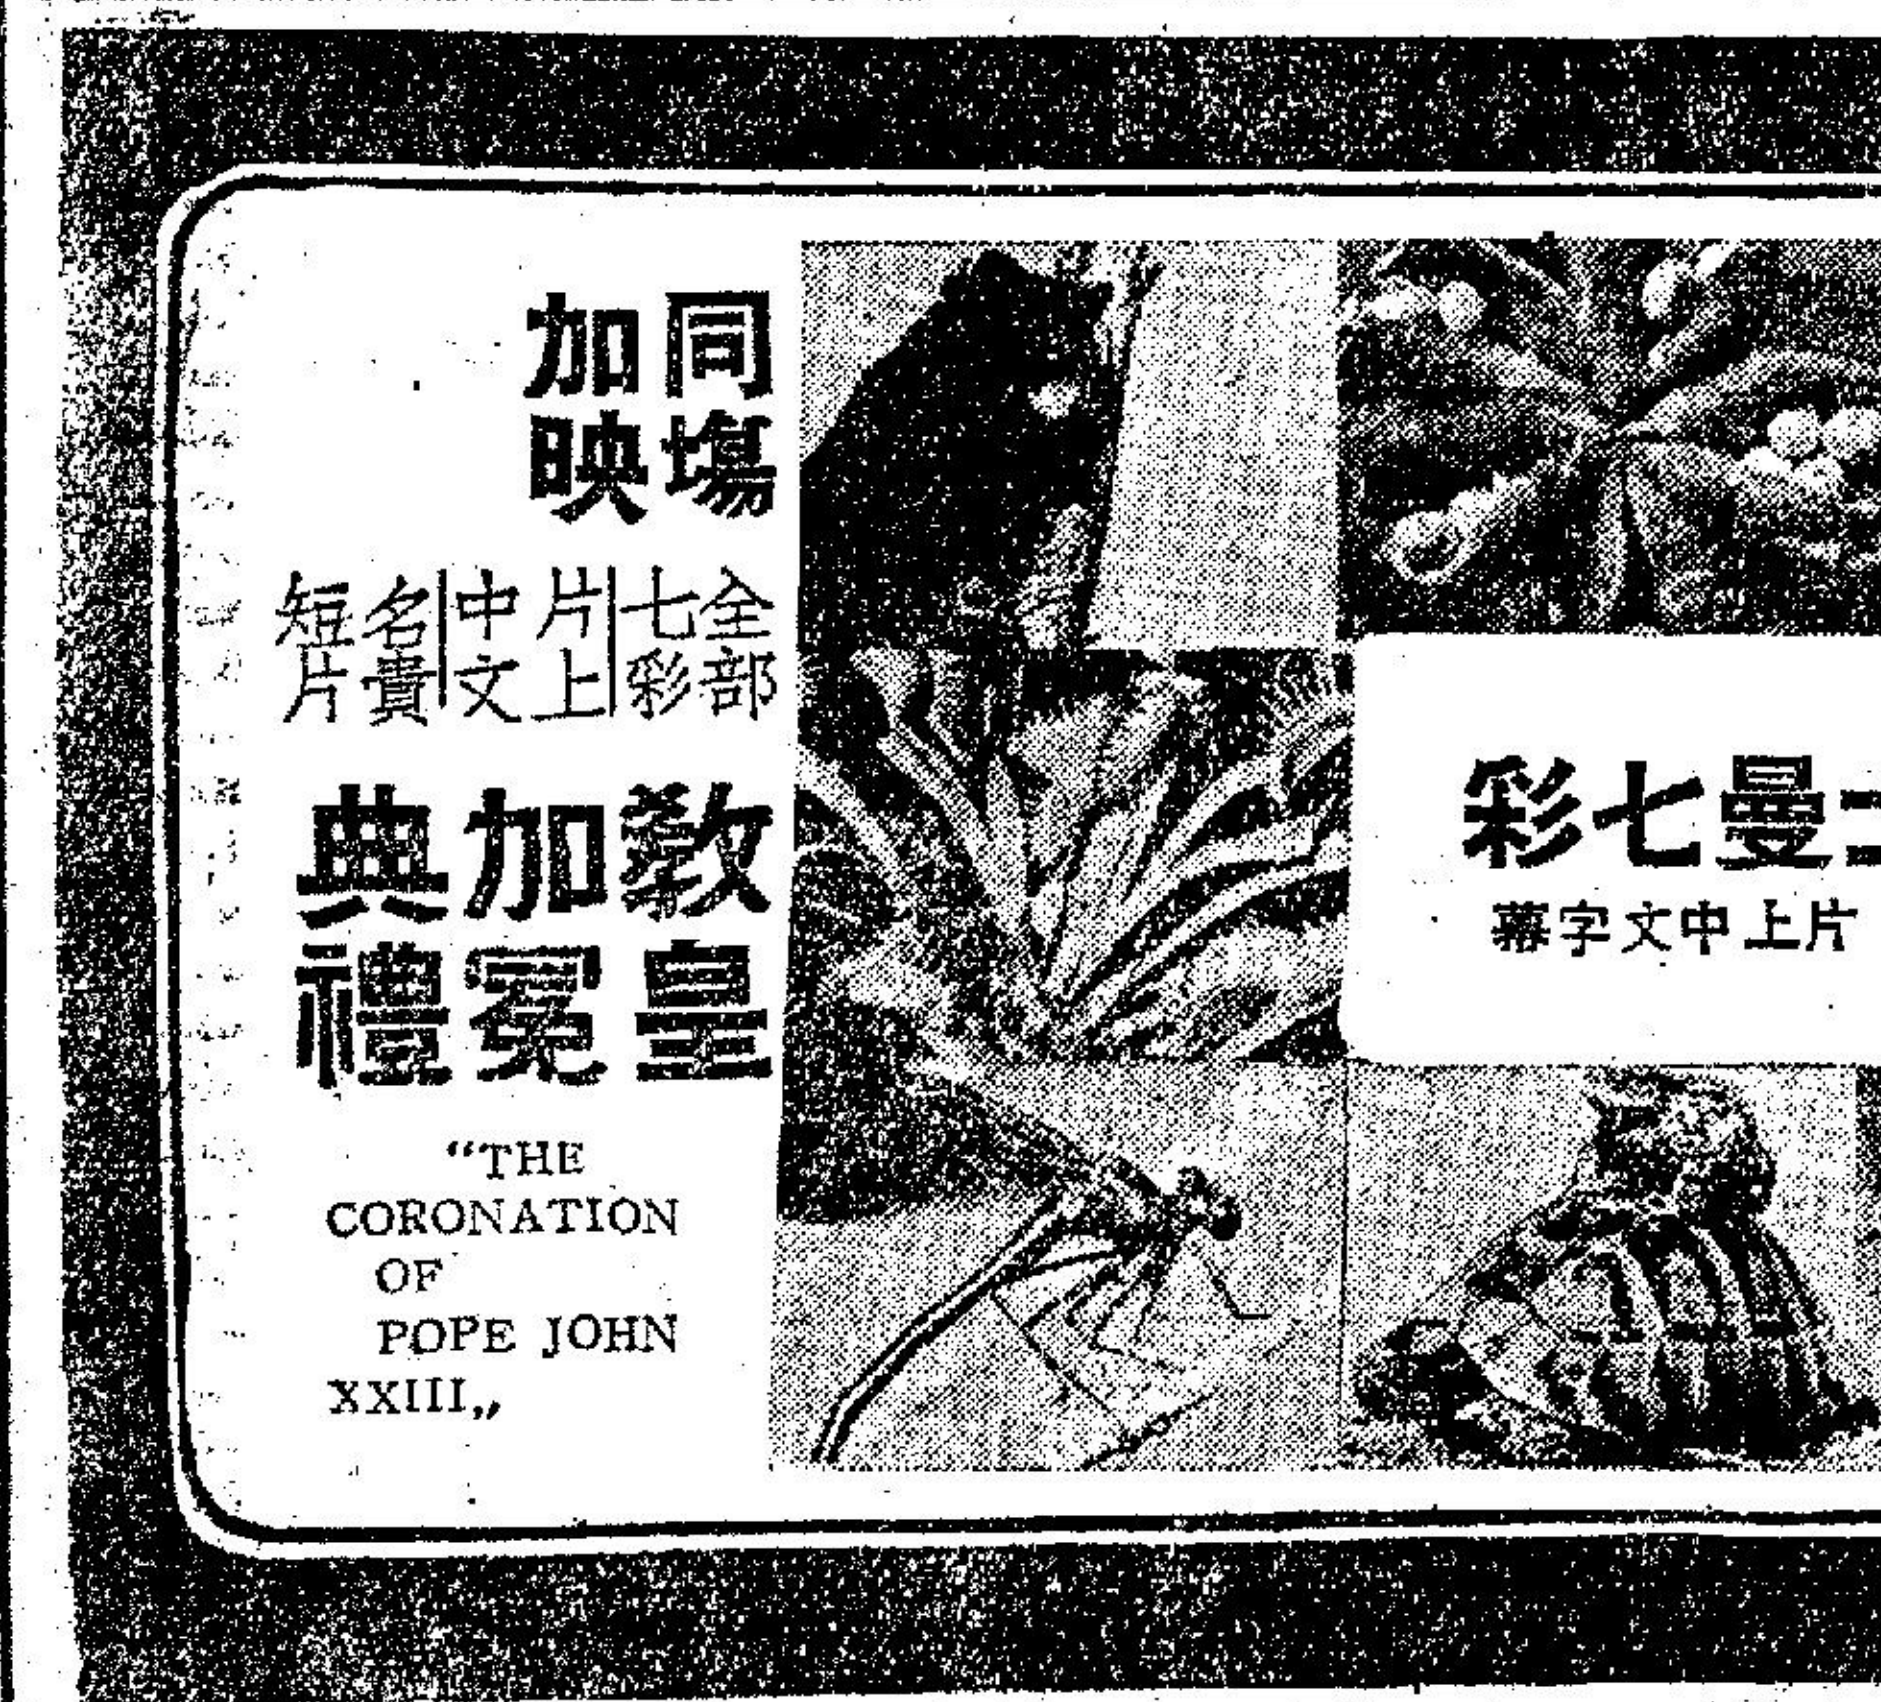 同場
加映
全部
七彩
片上
中文
名貴
短片
教皇
加冕
典禮
"THE
CORONATION
OF
POPE JOHN
XXIII,,
曼七彩
片上中文字幕